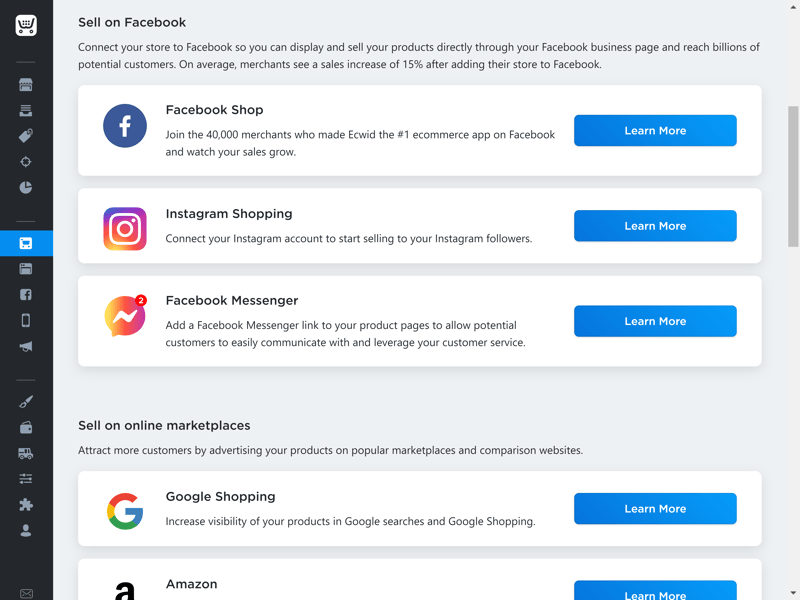 Sell on Facebook
Connect your store to Facebook so you can display and sell your products directly through your Facebook business page and reach billions of
potential customers. On average, merchants see a sales increase of 15% after adding their store to Facebook.
Facebook Shop
Join the 40,000 merchants who made Ecwid the #1 ecommerce app on Facebook
and watch your sales grow.
Learn More
Instagram Shopping
Connect your Instagram account to start selling to your Instagram followers.
Learn More
2
Facebook Messenger
Add a Facebook Messenger link to your product pages to allow potential
customers to easily communicate with and leverage your customer service.
Learn More
Sell on online marketplaces
Attract more customers by advertising your products on popular marketplaces and comparison websites.
Google Shopping
Increase visibility of your products in Google searches and Google Shopping.
Learn More
a
Amazon
Learn More